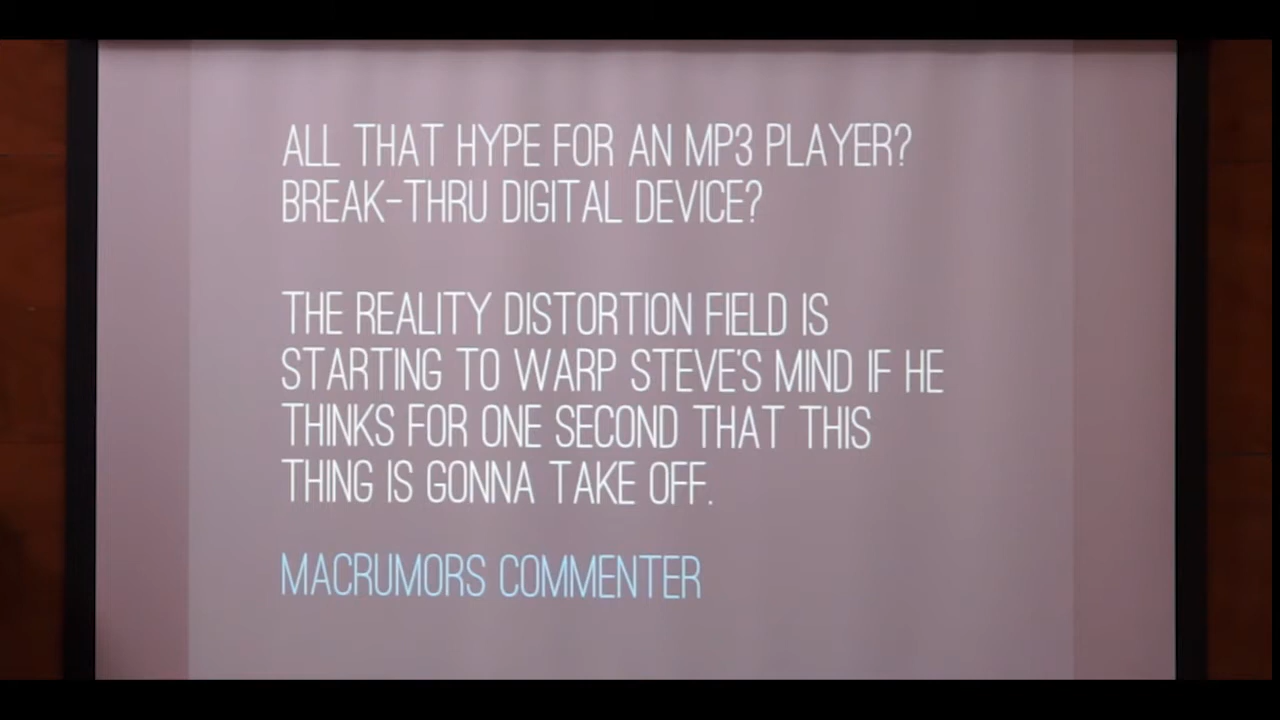 ALL THAT HYPE FOR AN MP3 PLAYER?
BREAK-THRU DIGITAL DEVICE?
THE REALITY DISTORTION FIELD IS
STARTING TO WARP STEVE'S MIND IF HE
THINKS FOR ONE SECOND THAT THIS
THING IS GONNA TAKE OFF.
MACRUMORS COMMENTER